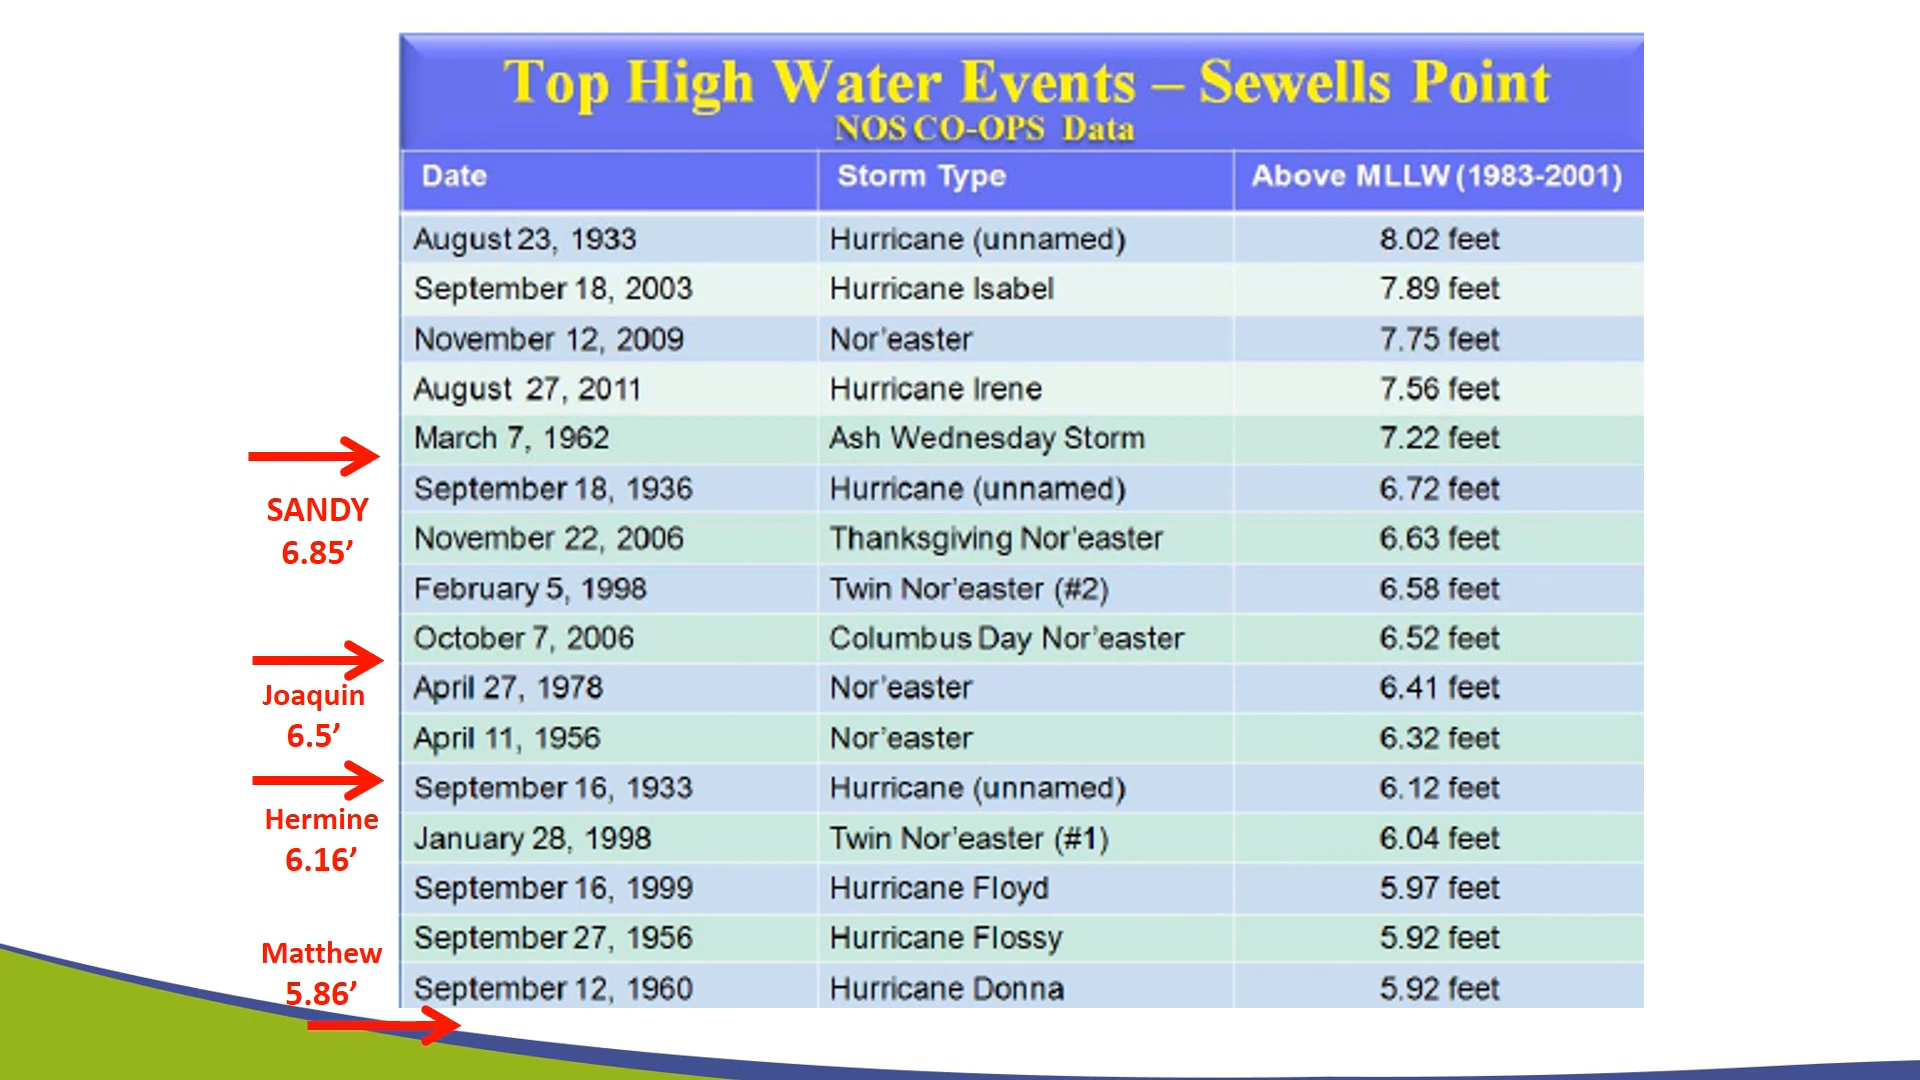 Top High Water Events – Sewells Point
NOS CO-OPS Data
Date Storm Type Above MLLW (1983-2001)
August 23, 1933 Hurricane (unnamed) 8.02 feet
September 18, 2003 Hurricane Isabel 7.89 feet
November 12, 2009 Nor’easter 7.75 feet
August 27, 2011 Hurricane Irene 7.56 feet
March 7, 1962 Ash Wednesday Storm 7.22 feet
September 18, 1936 Hurricane (unnamed) 6.72 feet
November 22, 2006 Thanksgiving Nor’easter 6.63 feet
February 5, 1998 Twin Nor’easter (#2) 6.58 feet
October 7, 2006 Columbus Day Nor’easter 6.52 feet
April 27, 1978 Nor’easter 6.41 feet
April 11, 1956 Nor’easter 6.32 feet
September 16, 1933 Hurricane (unnamed) 6.12 feet
January 28, 1998 Twin Nor’easter (#1) 6.04 feet
September 16, 1999 Hurricane Floyd 5.97 feet
September 27, 1956 Hurricane Flossy 5.92 feet
September 12, 1960 Hurricane Donna 5.92 feet
SANDY
6.85’
Joaquin
6.5’
Hermine
6.16’
Matthew
5.86’